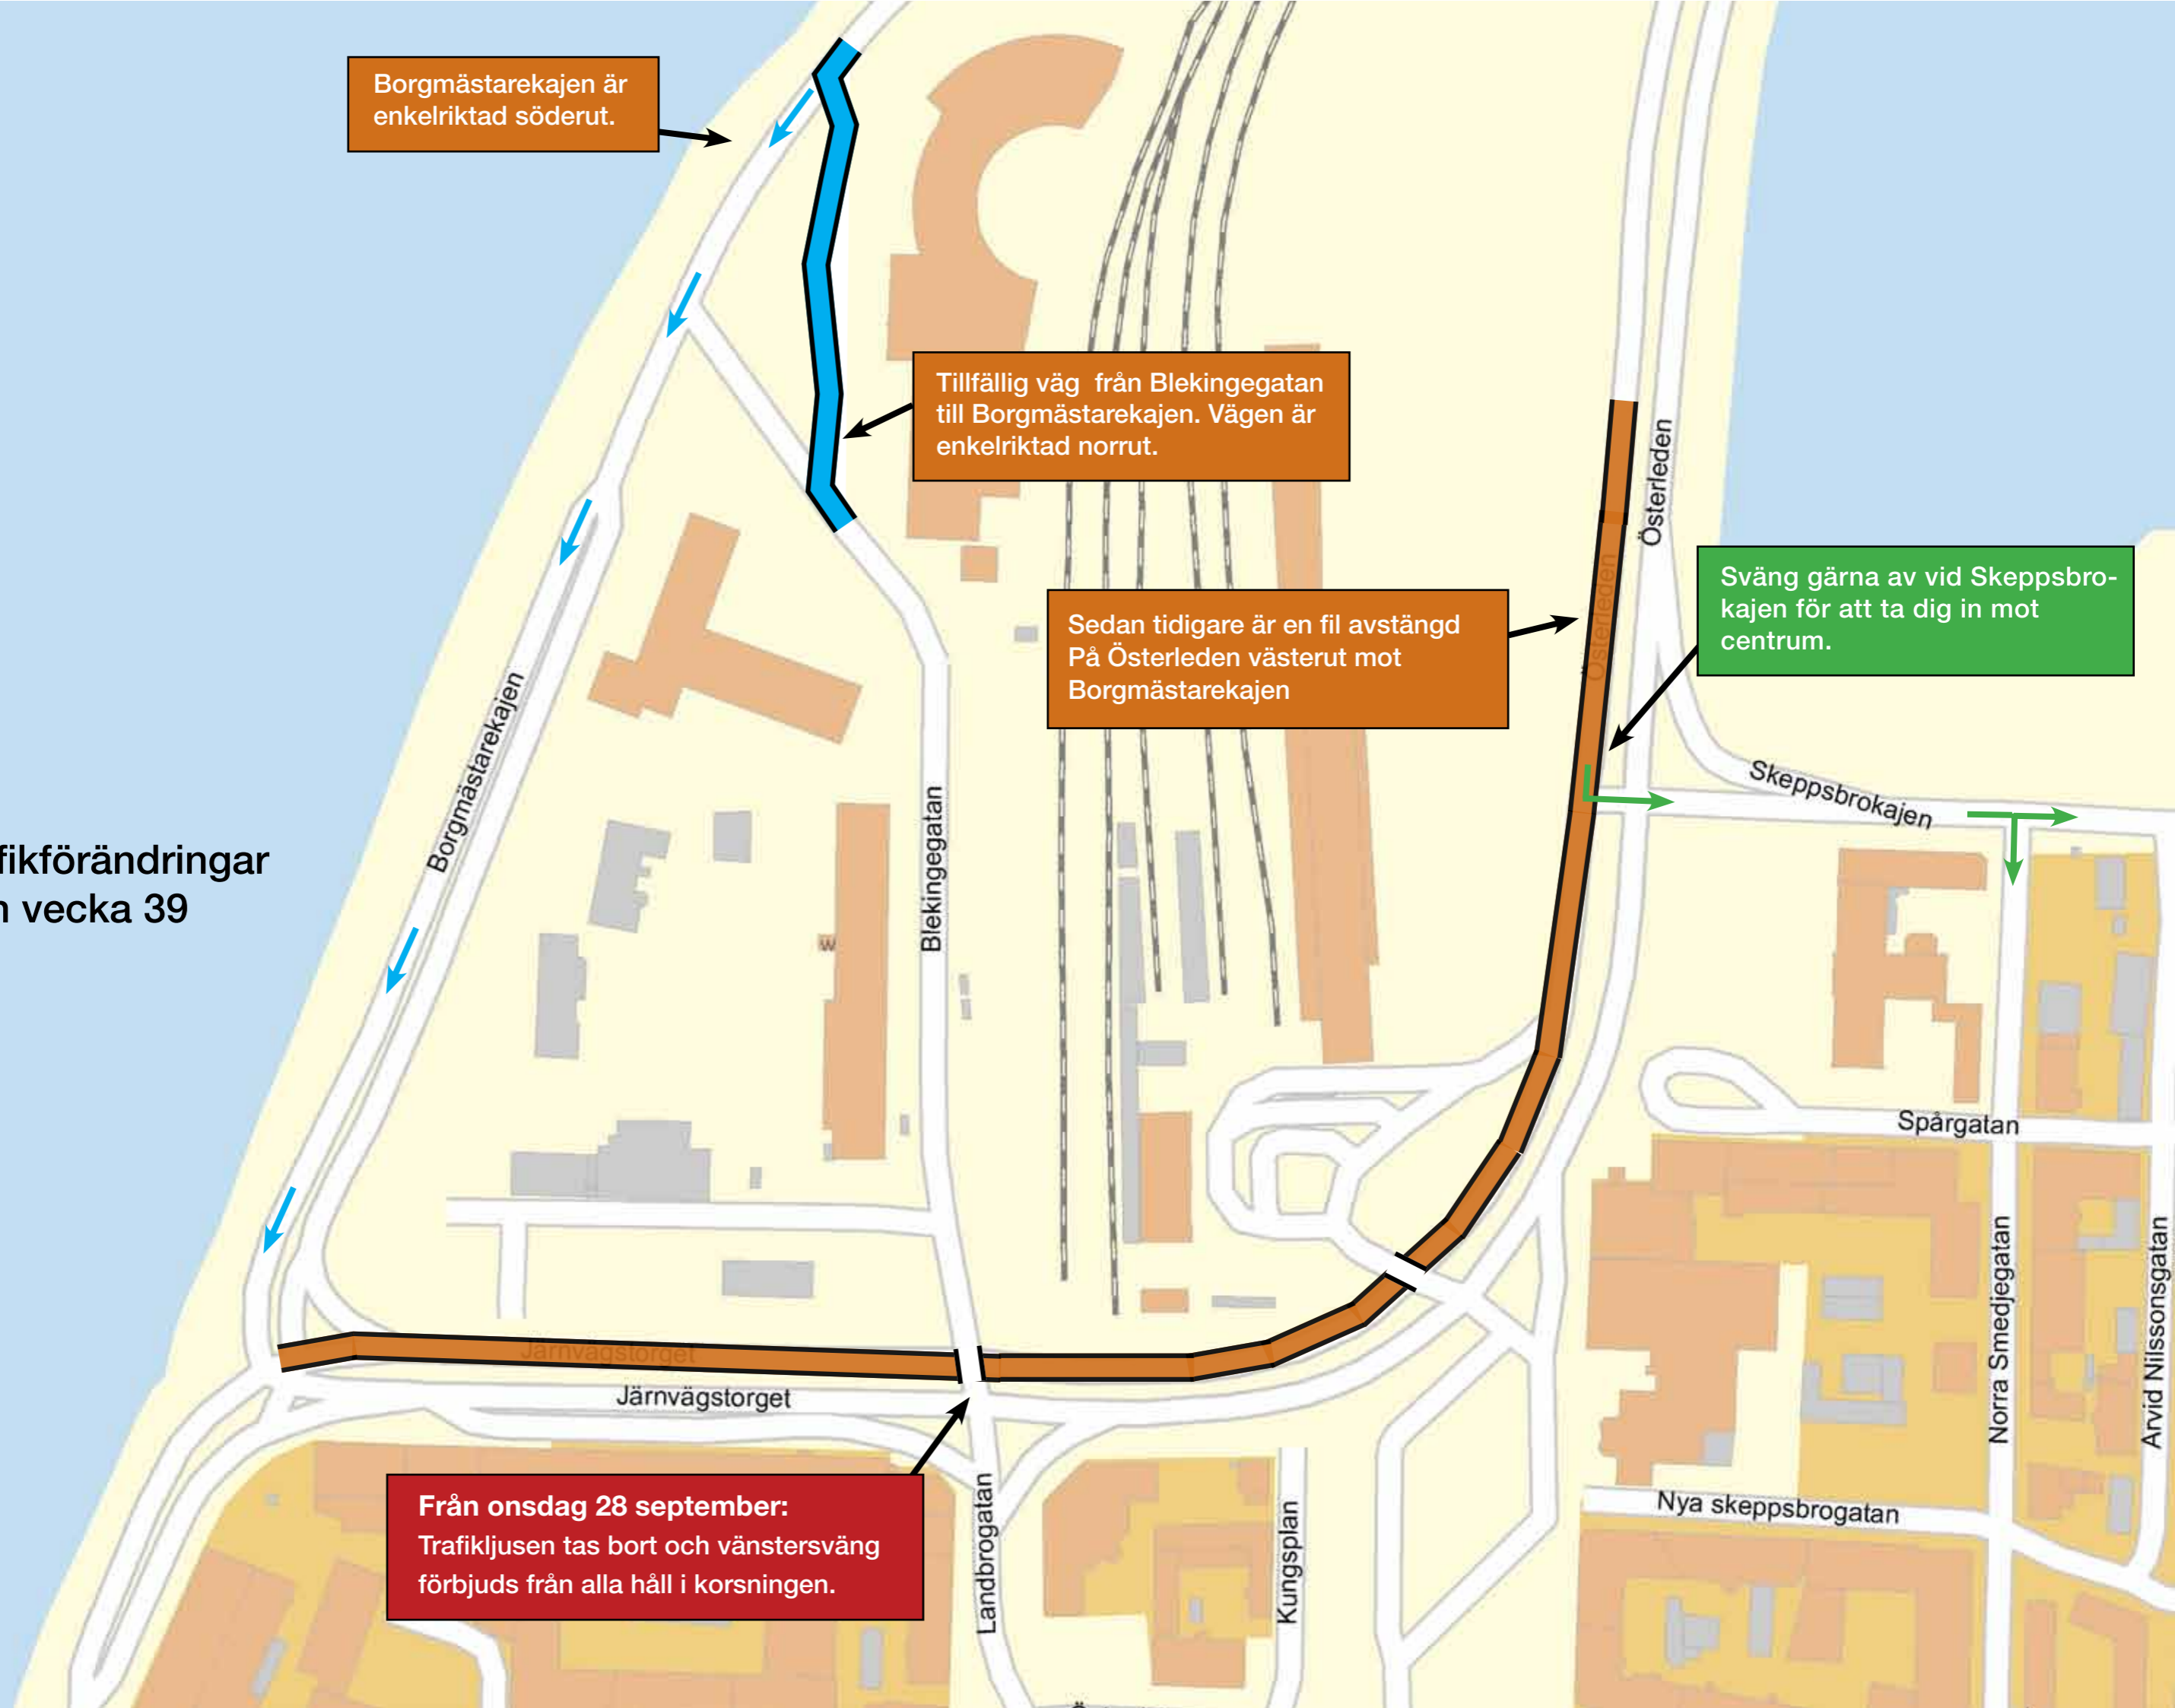 Borgmästarekajen är
enkelriktad söderut.
Tillfällig väg från Blekingegatan
till Borgmästarekajen. Vägen är
enkelriktad norrut.
Österleden
Österleden
Sväng gärna av vid Skeppsbro-
kajen för att ta dig in mot
centrum.
Sedan tidigare är en fil avstängd
På Österleden västerut mot
Borgmästarekajen
Borgmästarekajen
Skeppsbrokajen
Blekingegatan
fikförändringar
vecka 39
W
Spårgatan
Norra Smedjegatan
Arvid Nilssonsgatan
Järnvägstorget
Järnvägstorget
Från onsdag 28 september:
Trafikljusen tas bort och vänstersväng
förbjuds från alla håll i korsningen.
Landbrogatan
Kungsplan
Nya skeppsbrogatan